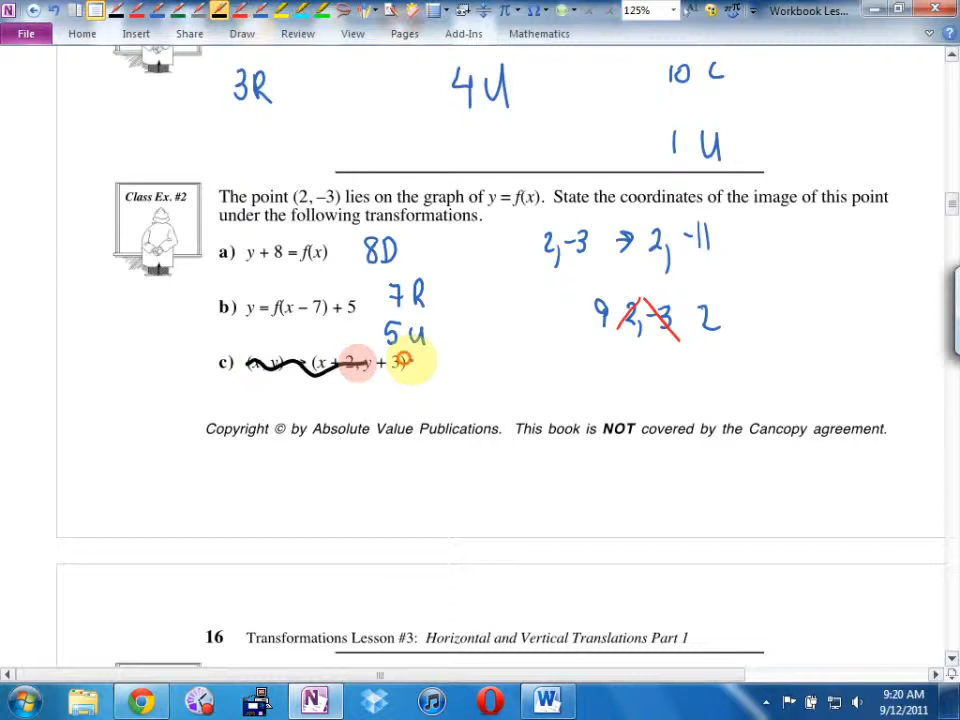 125%
Workbook Les...
File Home Insert Share Draw Review View Pages Add-Ins Mathematics
3R 4U 10 L
1 U
Class Ex. #2
The point (2, –3) lies on the graph of y = f(x). State the coordinates of the image of this point
under the following transformations.
a) y + 8 = f(x) 8D 2,-3 → 2, -11
b) y = f(x – 7) + 5 7R 9 2,-3 2
5U
c) (x, y) → (x + 2, y + 3)
Copyright © by Absolute Value Publications. This book is NOT covered by the Cancopy agreement.
16 Transformations Lesson #3: Horizontal and Vertical Translations Part 1
9:20 AM
9/12/2011